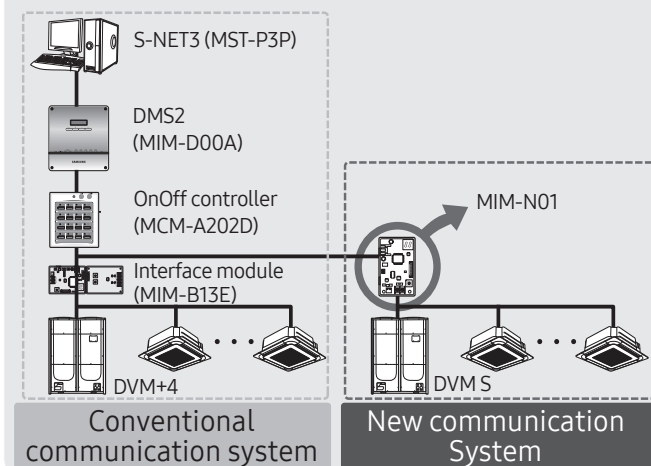 S-NET3 (MST-P3P)
DMS2
(MIM-D00A)
OnOff controller
(MCM-A202D)
MIM-N01
Interface module
(MIM-B13E)
DVM+4
DVM S
Conventional
communication system
New communication
System